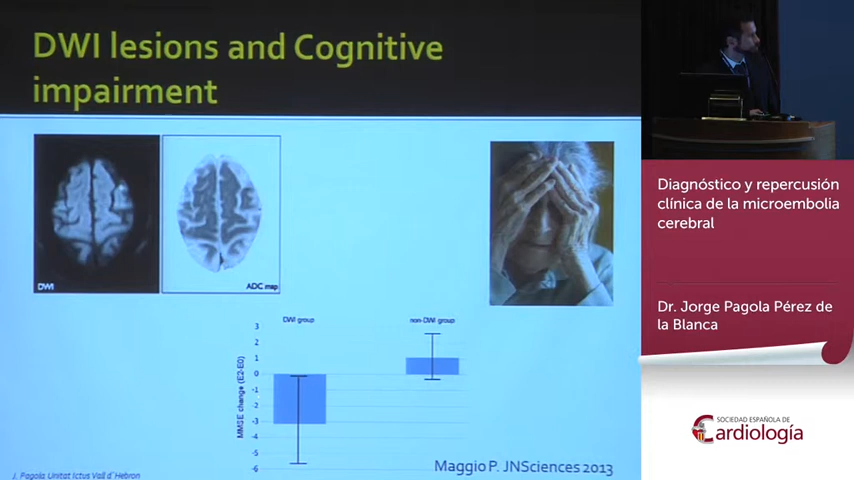 DWI lesions and Cognitive
impairment
DWI
ADC map
DWI group
non-DWI group
MMSE change (E2-E0)
3
2
1
0
-1
-2
-3
-4
-5
-6
Maggio P. JNSciences 2013
J. Pagola Unitat Ictus Vall d´Hebron
Diagnóstico y repercusión
clínica de la microembolia
cerebral
Dr. Jorge Pagola Pérez de
la Blanca
SOCIEDAD ESPAÑOLA DE
Cardiología